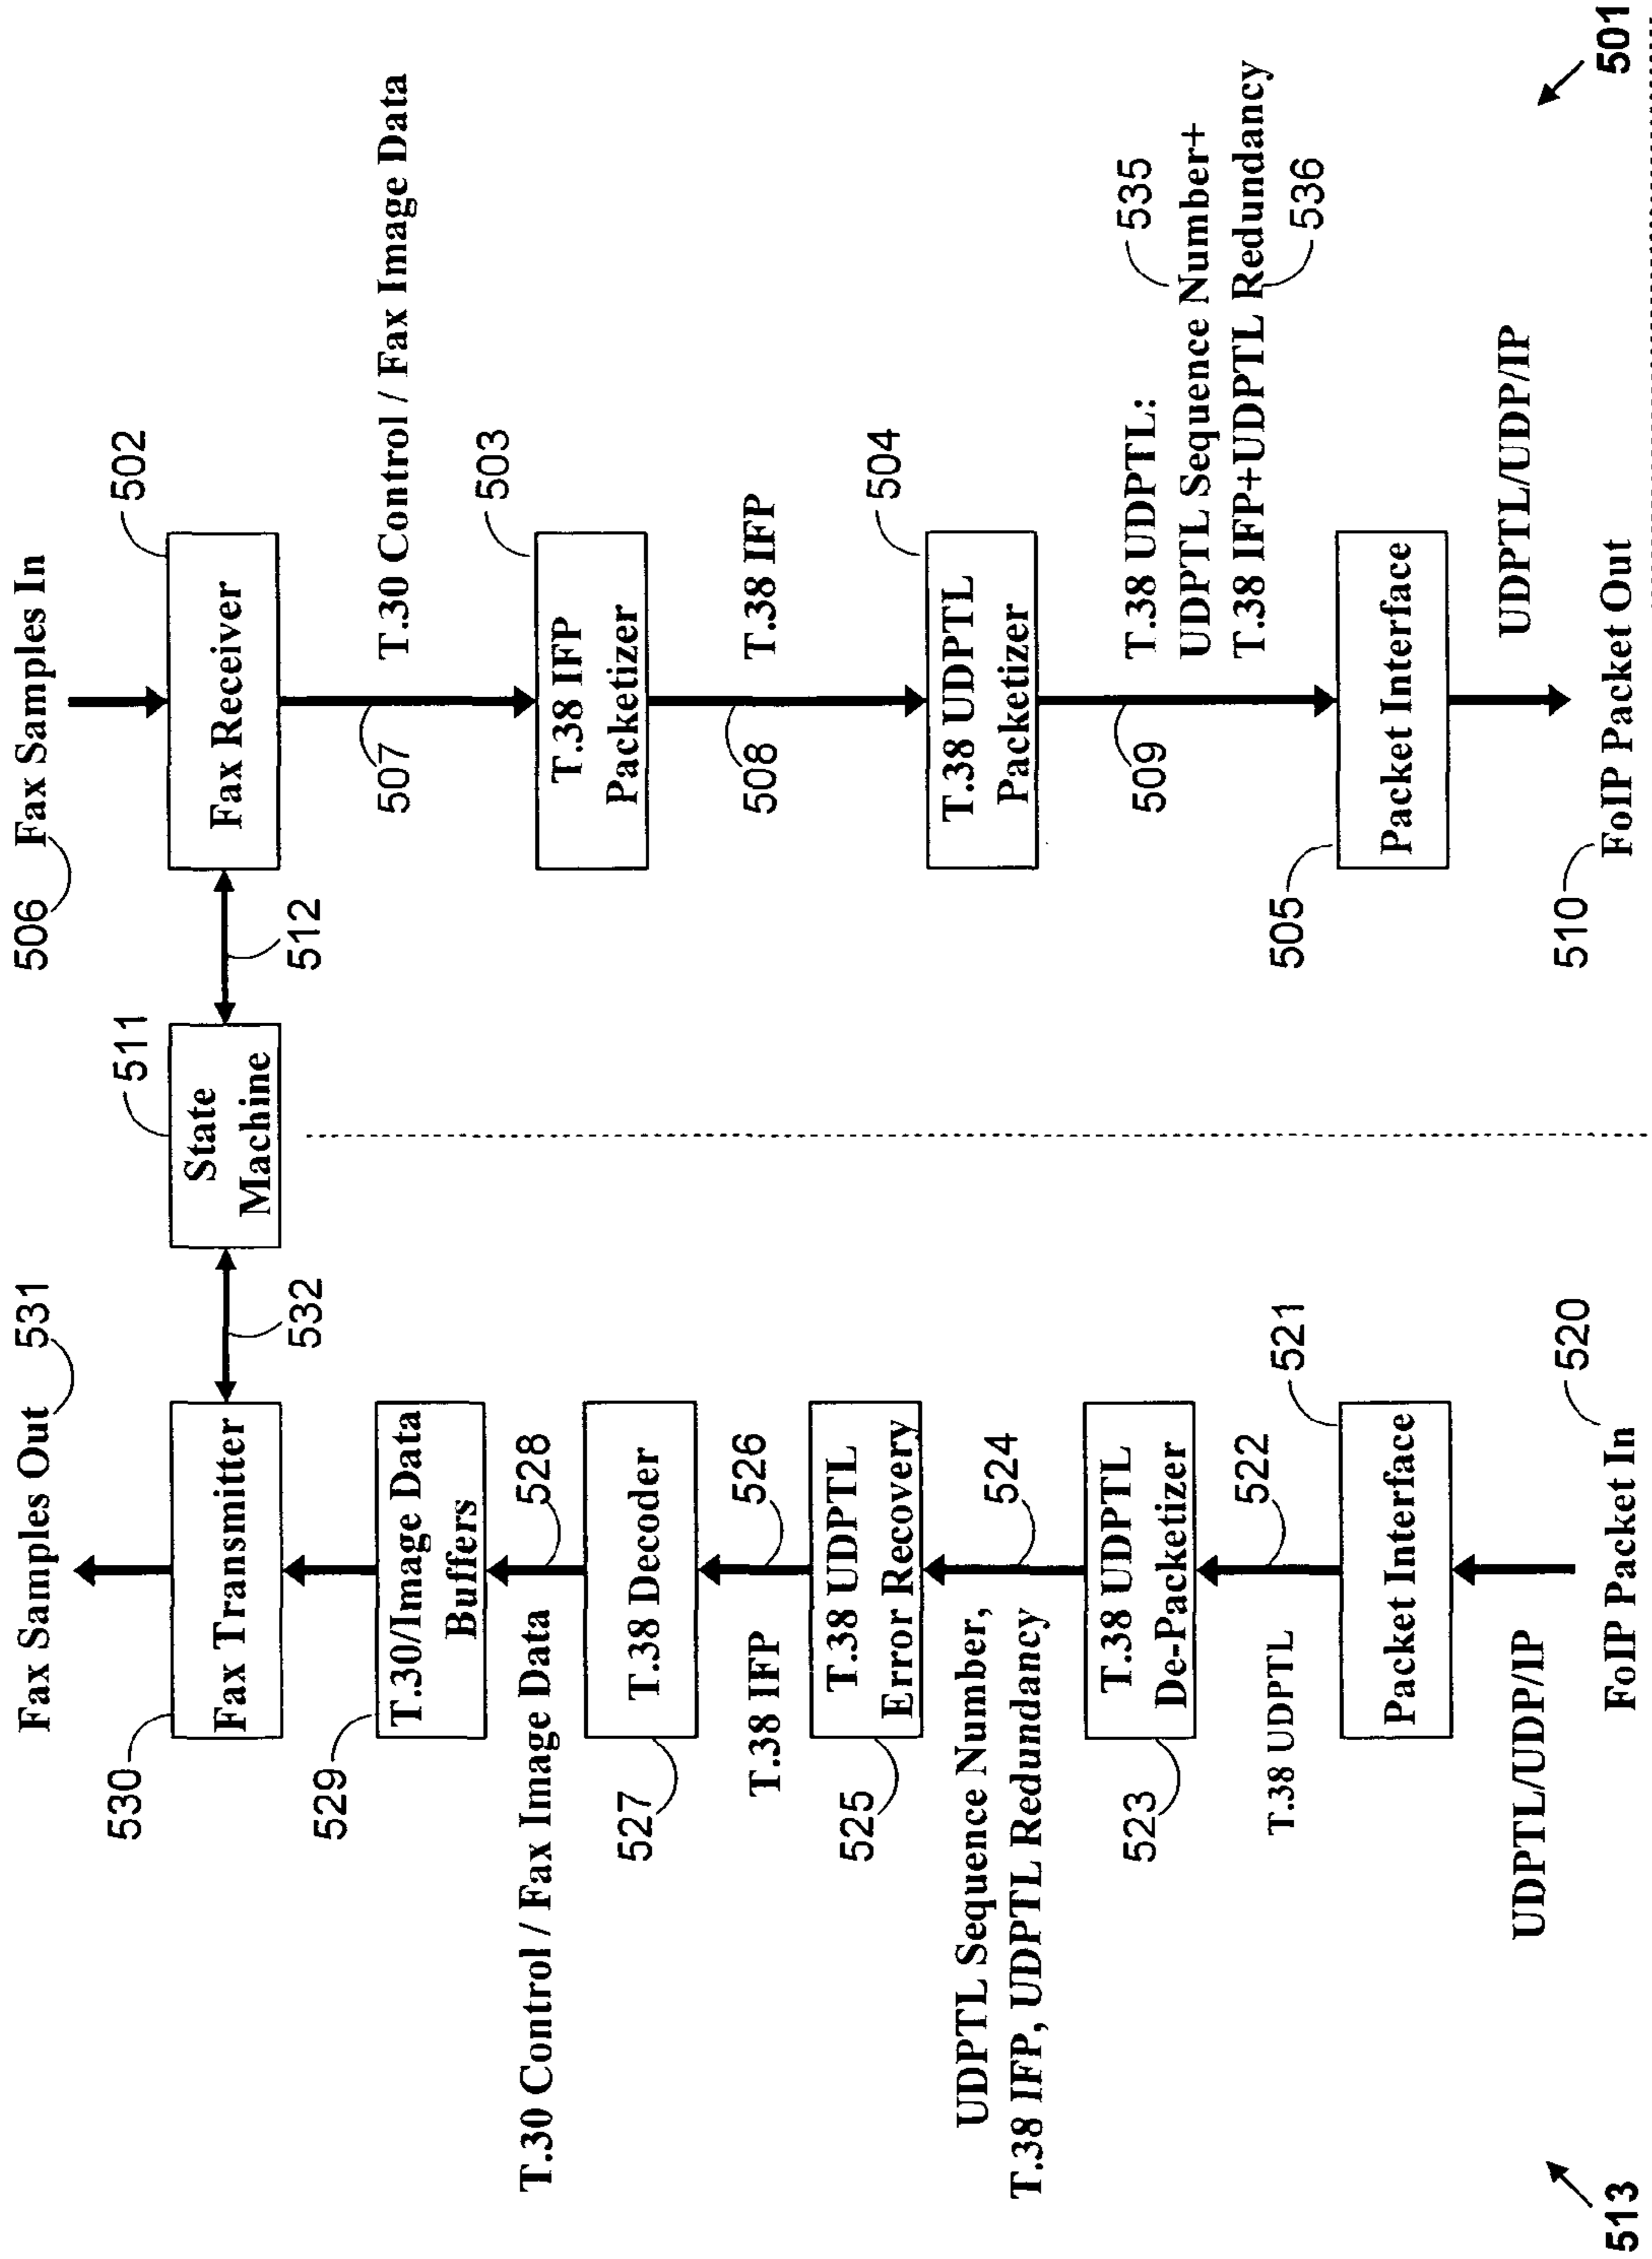 Fax Samples Out
531
530
Fax Transmitter
532
State
Machine
511
512
506
Fax Samples In
Fax Receiver
502
507
T.30 Control / Fax Image Data
T.38 IFP
Packetizer
503
508
T.38 IFP
T.38 UDPTL
Packetizer
504
509
T.38 UDPTL:
UDPTL Sequence Number+
T.38 IFP+UDPTL Redundancy
535
536
505
Packet Interface
UDPTL/UDP/IP
510
FoIP Packet Out
501
529
T.30/Image Data
Buffers
T.30 Control / Fax Image Data
528
527
T.38 Decoder
T.38 IFP
526
525
T.38 UDPTL
Error Recovery
UDPTL Sequence Number,
T.38 IFP, UDPTL Redundancy
524
523
T.38 UDPTL
De-Packetizer
T.38 UDPTL
522
521
Packet Interface
UDPTL/UDP/IP
520
FoIP Packet In
513